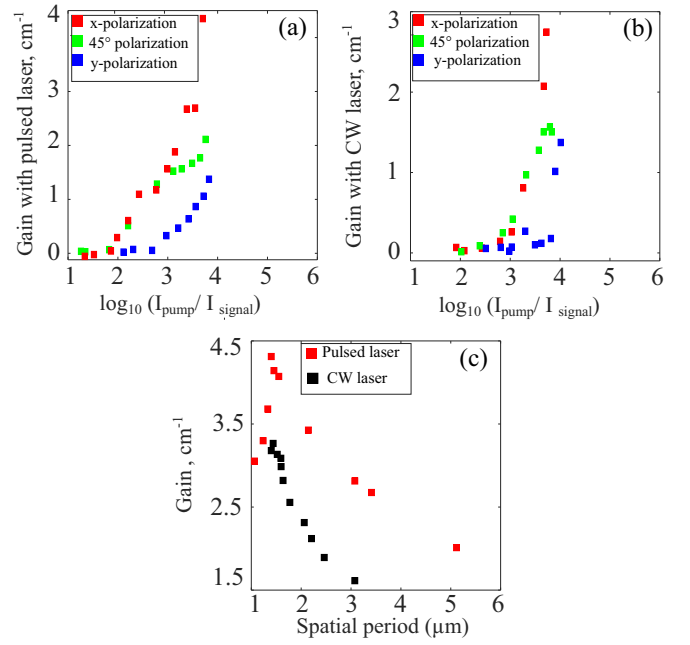 (a)
x-polarization
45° polarization
y-polarization
Gain with pulsed laser, cm⁻¹
4
3
2
1
0
1 2 3 4 5 6
log₁₀ (I pump/ I signal)
(b)
x-polarization
45° polarization
y-polarization
Gain with CW laser, cm⁻¹
3
2
1
0
1 2 3 4 5 6
log₁₀ (I pump/ I signal)
(c)
Pulsed laser
CW laser
Gain , cm⁻¹
4.5
3.5
2.5
1.5
1 2 3 4 5 6
Spatial period (µm)